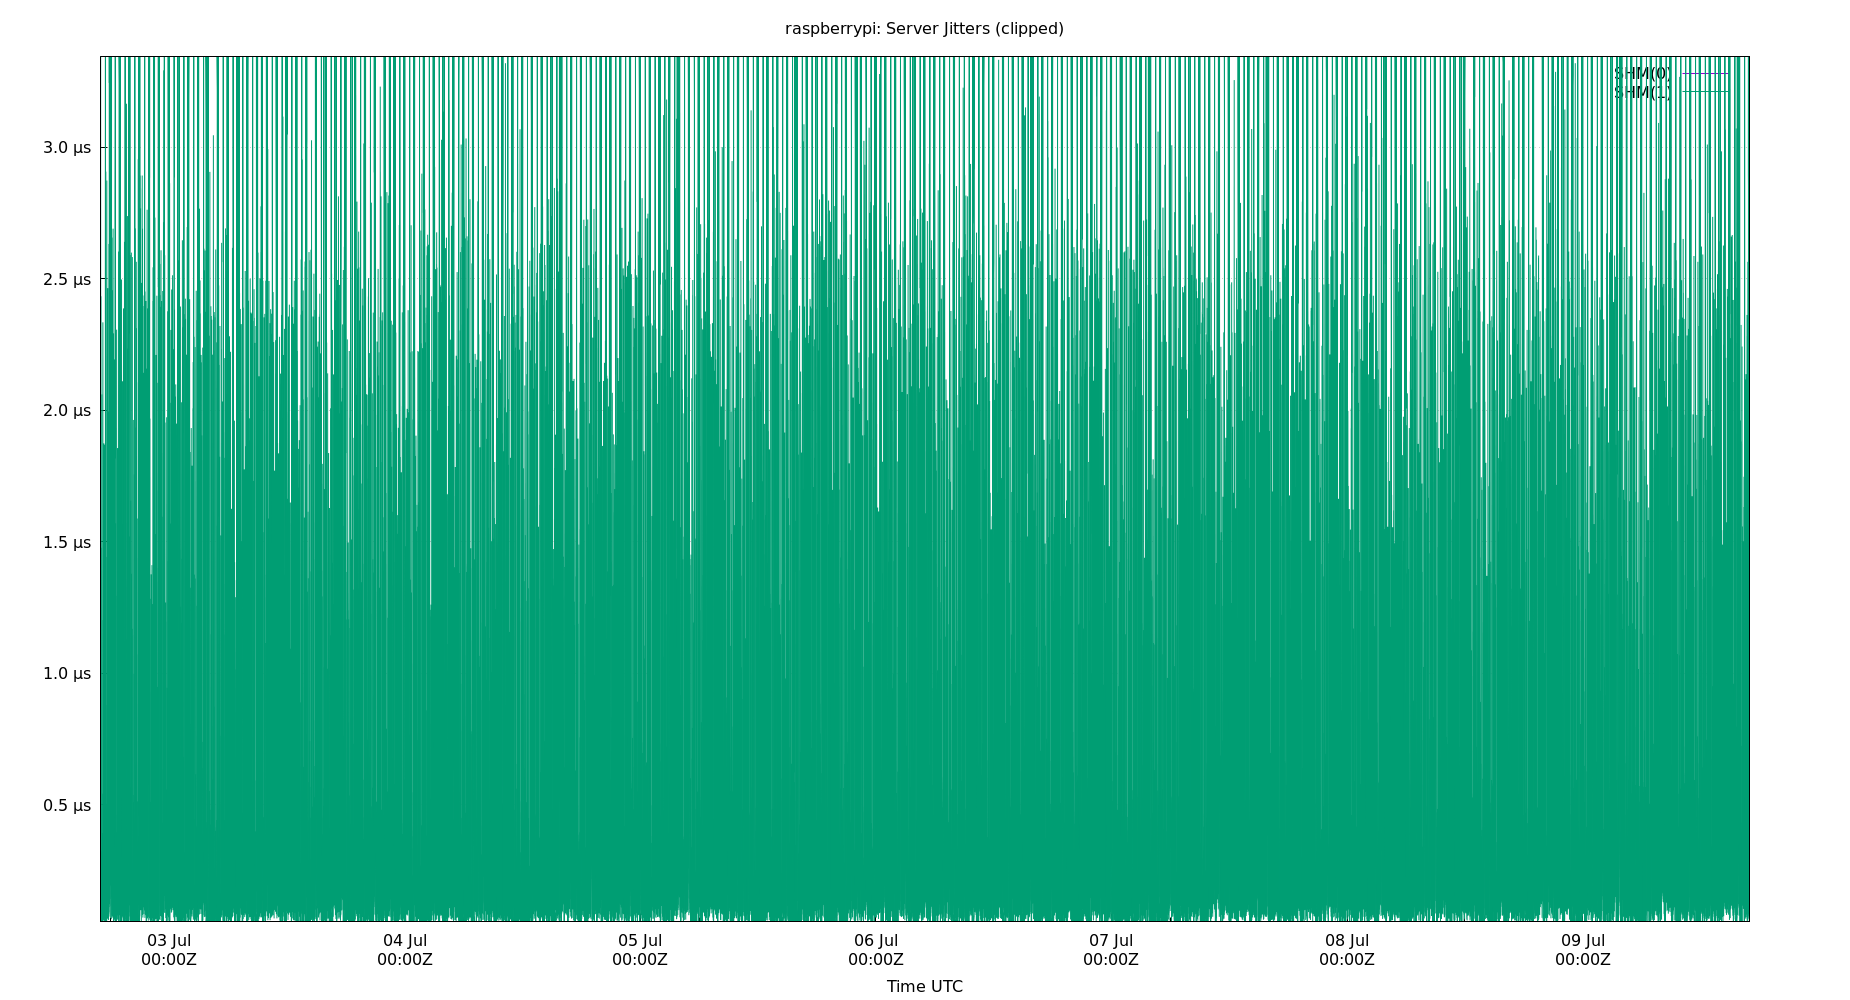 raspberrypi: Server Jitters (clipped)
SHM(0)
SHM(1)
3.0 μs
2.5 μs
2.0 μs
1.5 μs
1.0 μs
0.5 μs
03 Jul 04 Jul 05 Jul 06 Jul 07 Jul 08 Jul 09 Jul
00:00Z 00:00Z 00:00Z 00:00Z 00:00Z 00:00Z 00:00Z
Time UTC